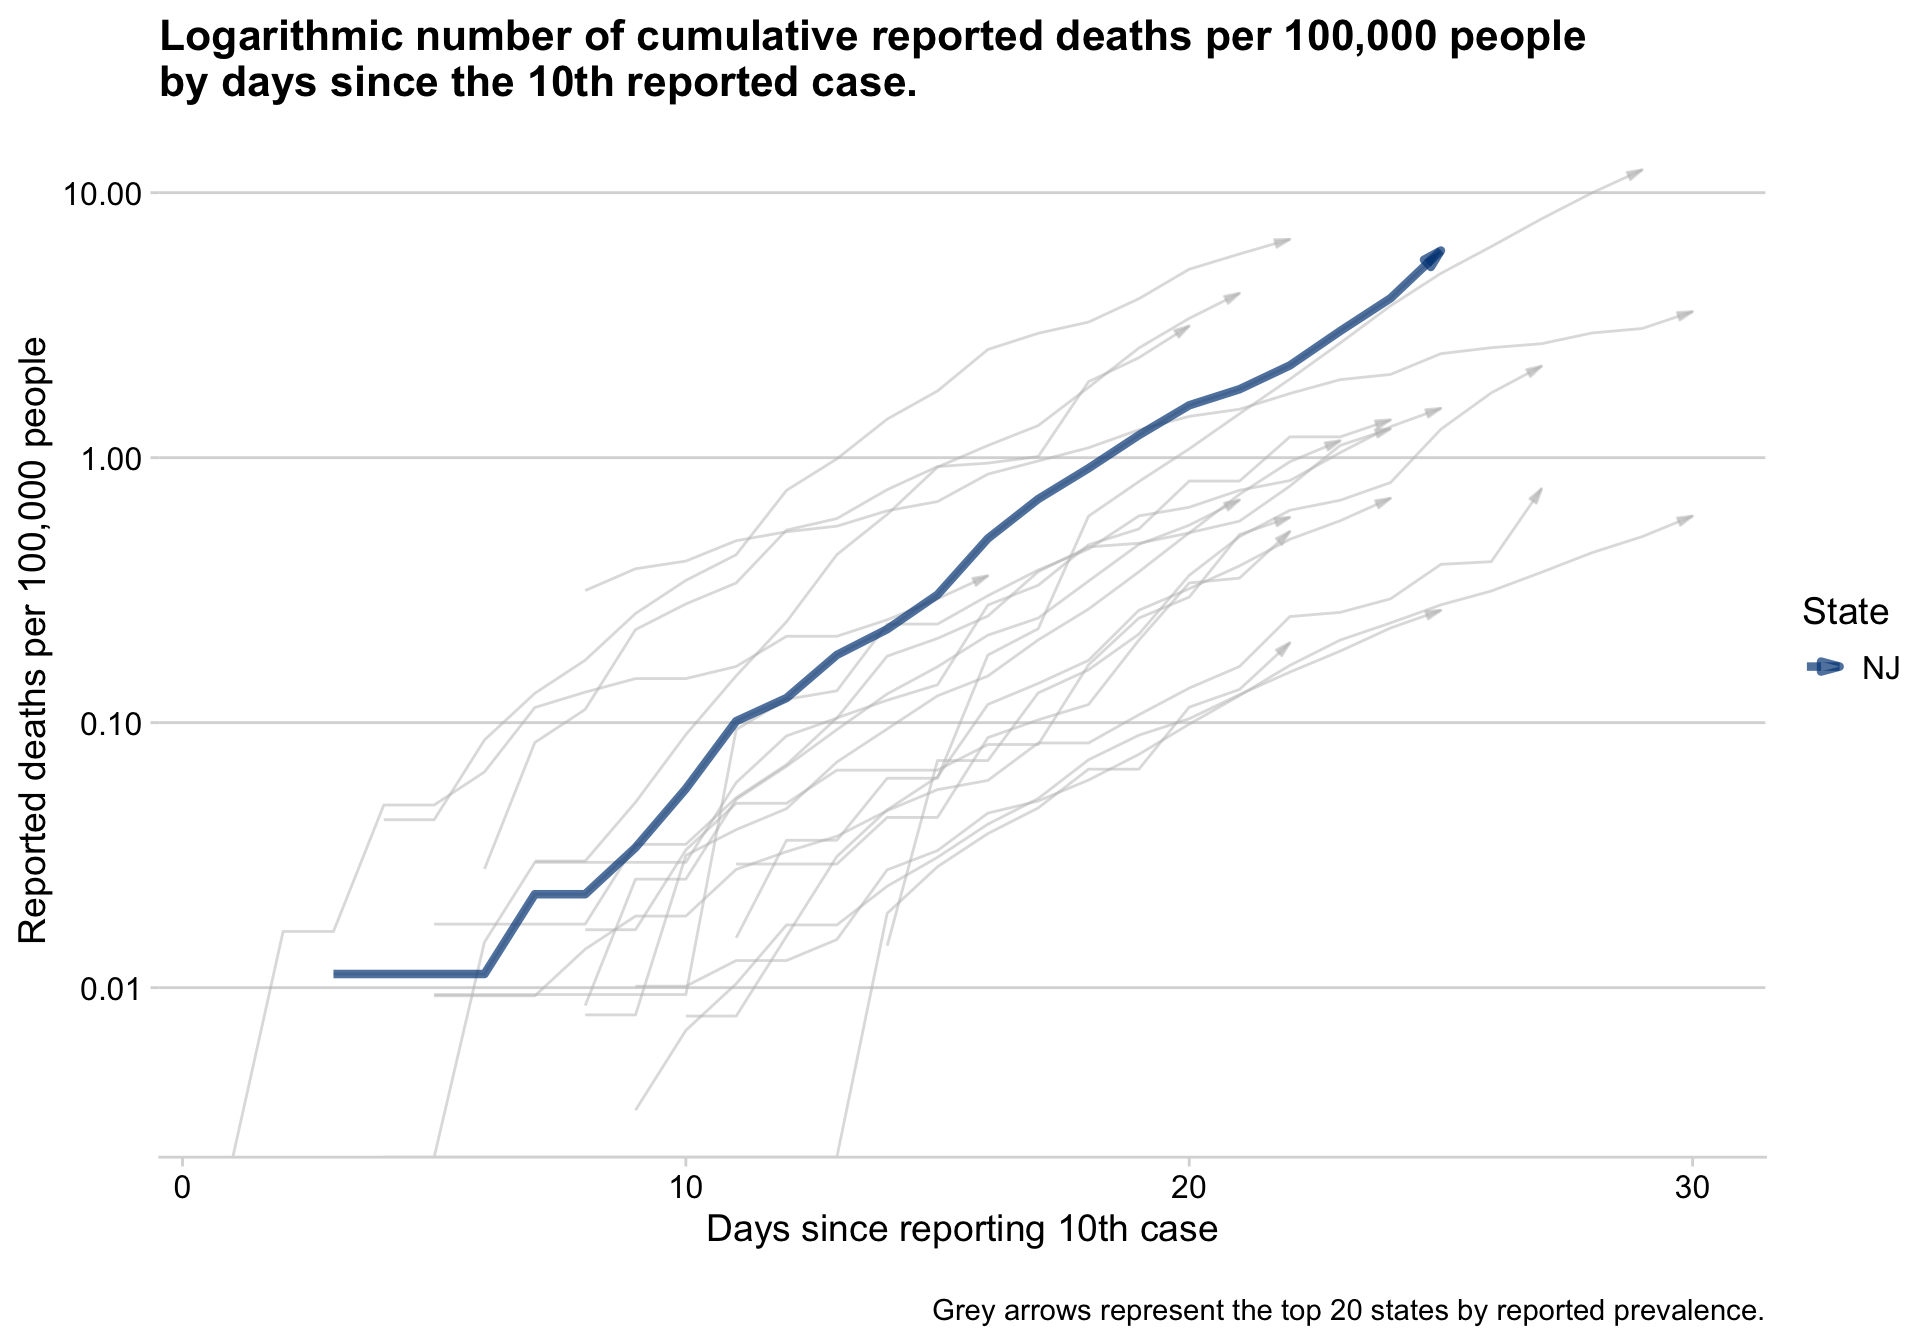 Logarithmic number of cumulative reported deaths per 100,000 people
by days since the 10th reported case.
Reported deaths per 100,000 people
10.00
1.00
0.10
0.01
0
10
20
30
Days since reporting 10th case
State
NJ
Grey arrows represent the top 20 states by reported prevalence.